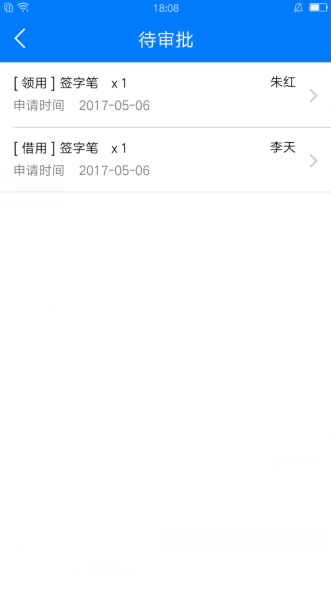 18:08
待审批
[ 领用 ] 签字笔 x 1 朱红
申请时间 2017-05-06
[ 借用 ] 签字笔 x 1 李天
申请时间 2017-05-06